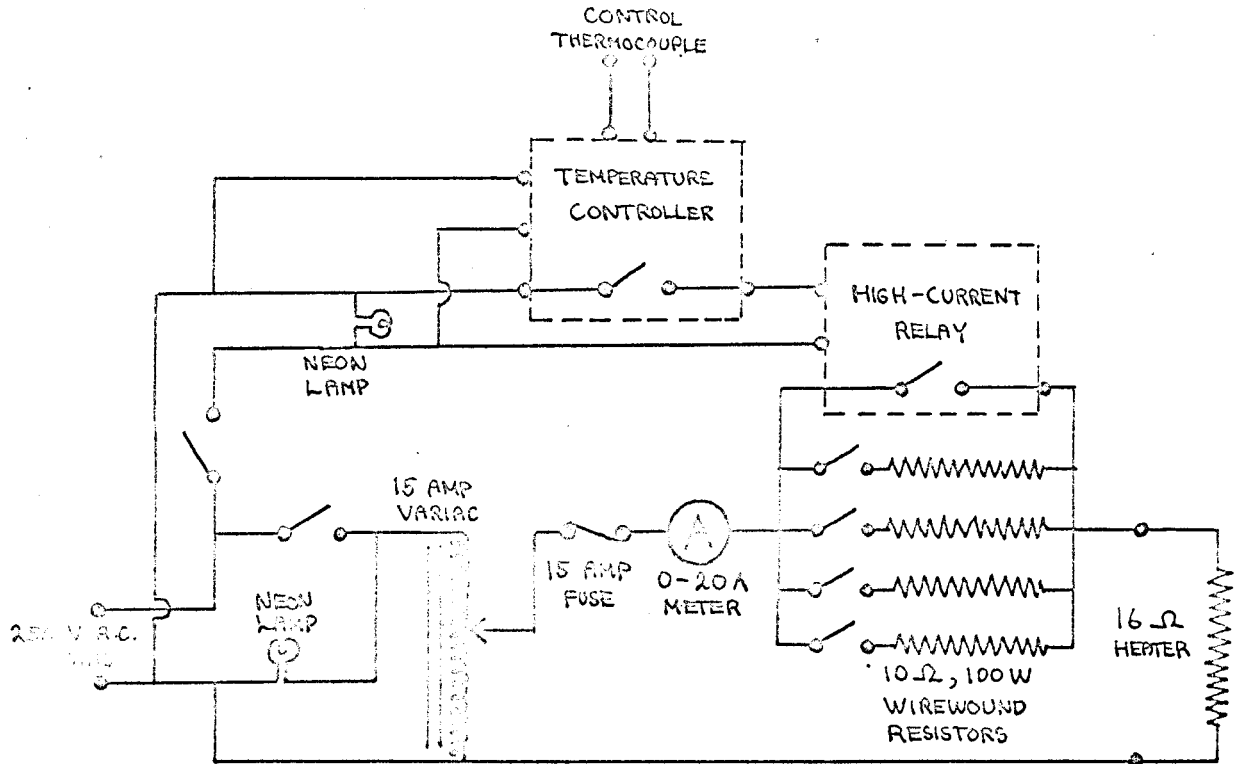 CONTROL
THERMOCOUPLE
TEMPERATURE
CONTROLLER
HIGH-CURRENT
RELAY
NEON
LAMP
15 AMP
VARIAC
15 AMP
FUSE
A
0-20A
METER
NEON
LAMP
V A.C.
16 Ω
HEATER
10 Ω, 100W
WIREWOUND
RESISTORS